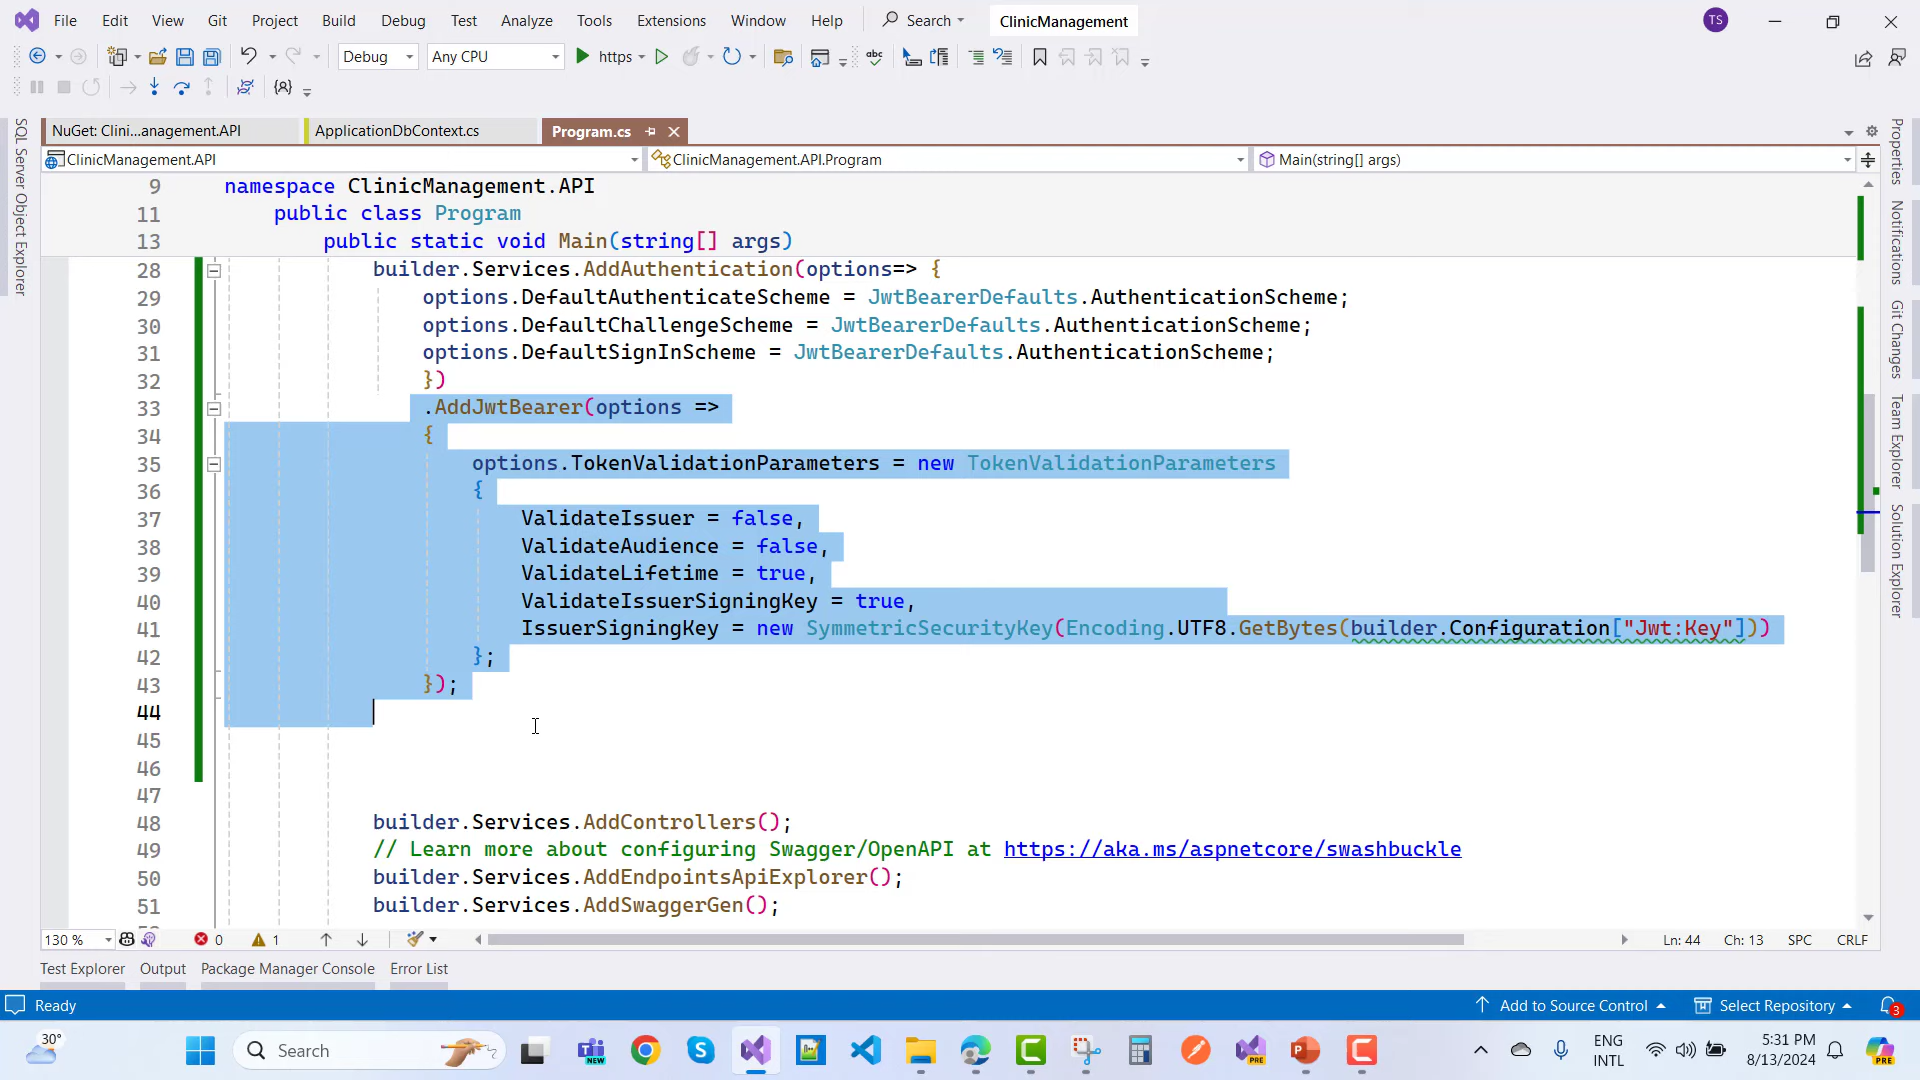 File Edit View Git Project Build Debug Test Analyze Tools Extensions Window Help Search ClinicManagement TS
Debug Any CPU https
NuGet: Clini...anagement.API ApplicationDbContext.cs Program.cs
ClinicManagement.API ClinicManagement.API.Program Main(string[] args)
9 namespace ClinicManagement.API
11 public class Program
13 public static void Main(string[] args)
28 builder.Services.AddAuthentication(options=> {
29 options.DefaultAuthenticateScheme = JwtBearerDefaults.AuthenticationScheme;
30 options.DefaultChallengeScheme = JwtBearerDefaults.AuthenticationScheme;
31 options.DefaultSignInScheme = JwtBearerDefaults.AuthenticationScheme;
32 })
33 .AddJwtBearer(options =>
34 {
35 options.TokenValidationParameters = new TokenValidationParameters
36 {
37 ValidateIssuer = false,
38 ValidateAudience = false,
39 ValidateLifetime = true,
40 ValidateIssuerSigningKey = true,
41 IssuerSigningKey = new SymmetricSecurityKey(Encoding.UTF8.GetBytes(builder.Configuration["Jwt:Key"]))
42 };
43 });
44
45
46
47
48 builder.Services.AddControllers();
49 // Learn more about configuring Swagger/OpenAPI at https://aka.ms/aspnetcore/swashbuckle
50 builder.Services.AddEndpointsApiExplorer();
51 builder.Services.AddSwaggerGen();
SQL Server Object Explorer
Properties
Notifications
Git Changes
Team Explorer
Solution Explorer
130 % 0 1 Ln: 44 Ch: 13 SPC CRLF
Test Explorer Output Package Manager Console Error List
Ready Add to Source Control Select Repository 3
30° Search NEW PRE ENG 5:31 PM PRE
INTL 8/13/2024